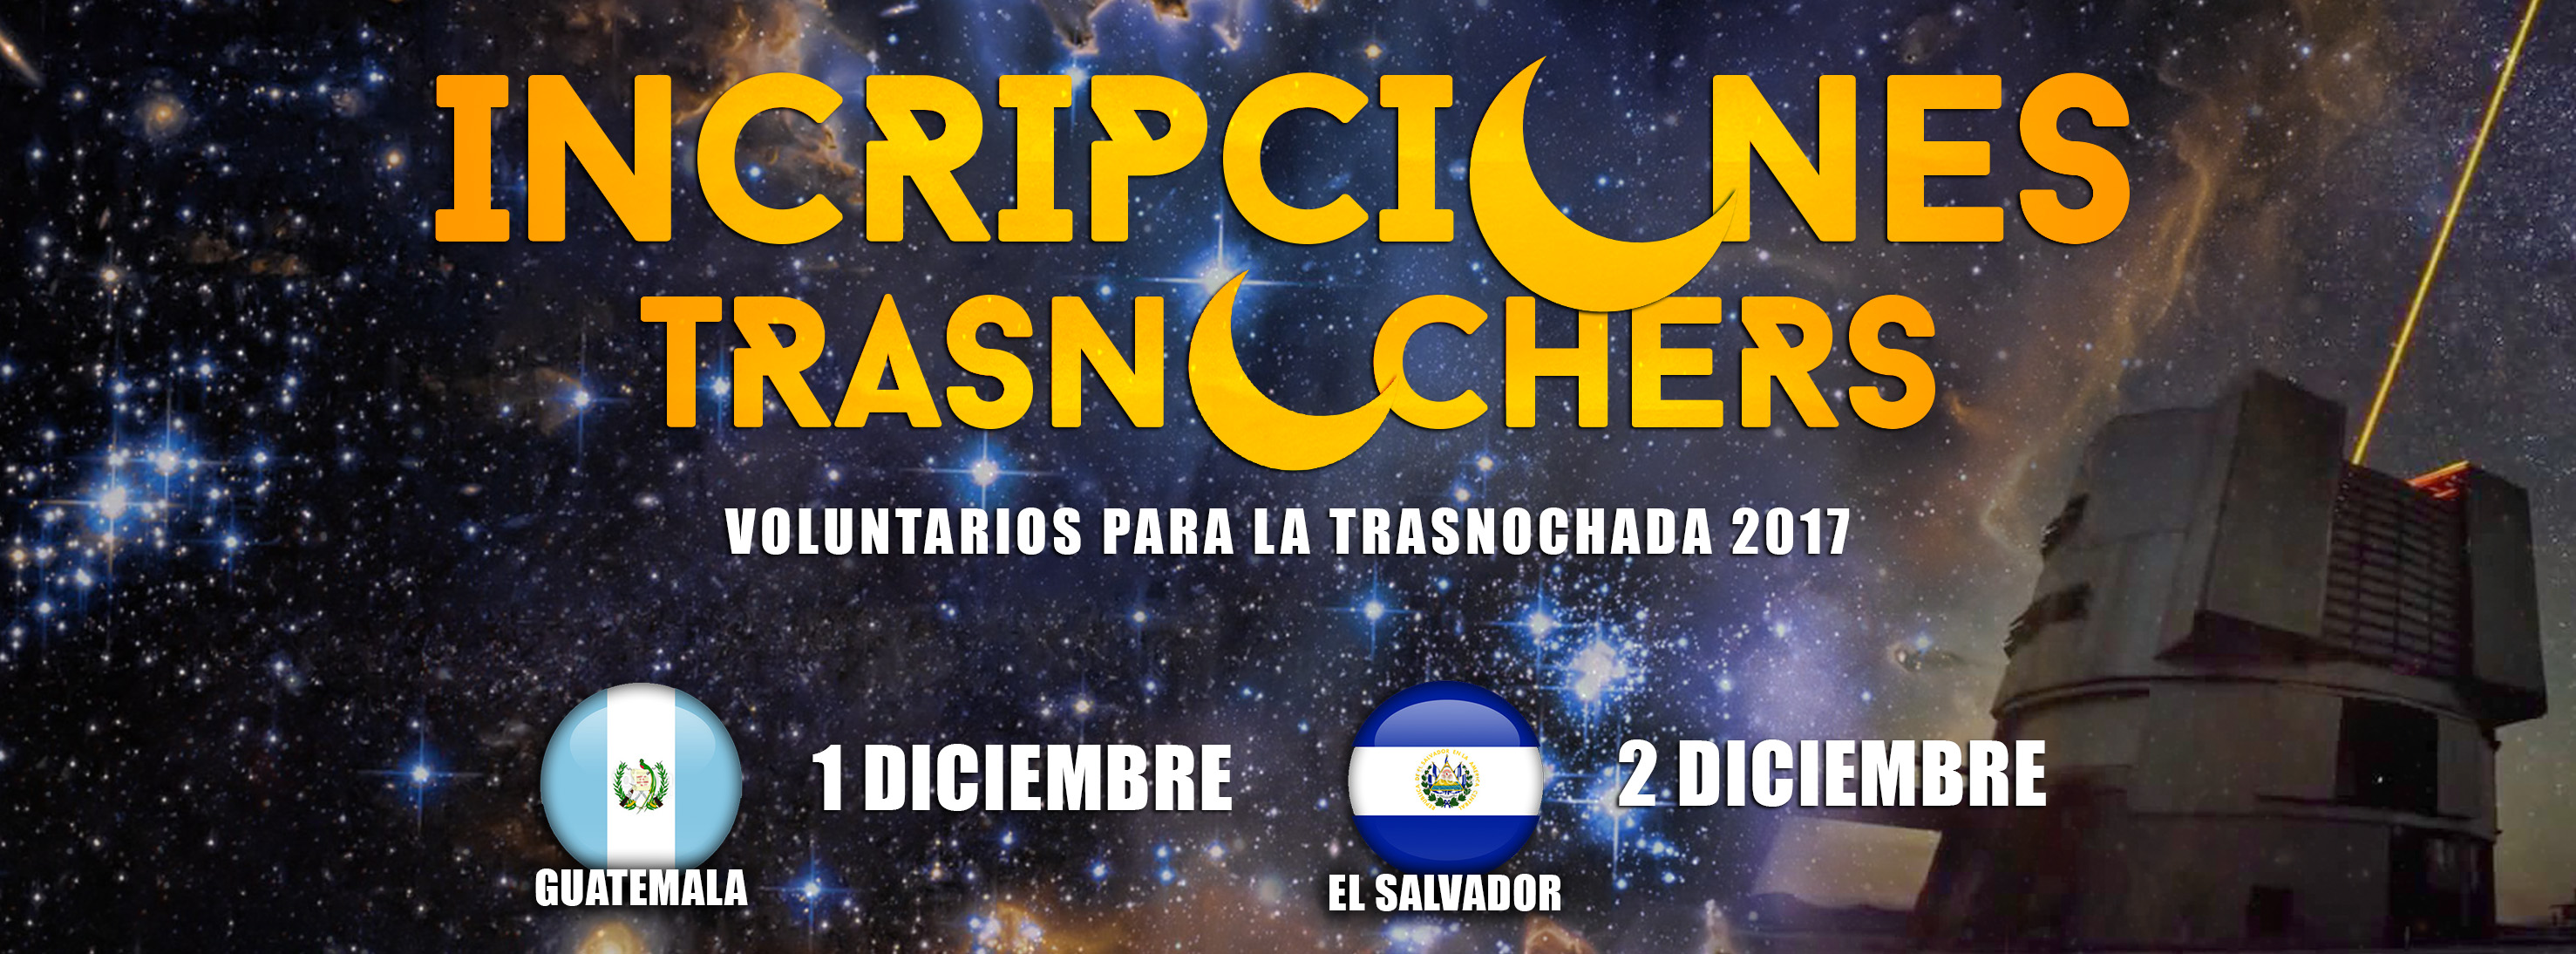 INCRIPCIONES
TRASNOCHERS
VOLUNTARIOS PARA LA TRASNOCHADA 2017
1 DICIEMBRE
2 DICIEMBRE
GUATEMALA
EL SALVADOR